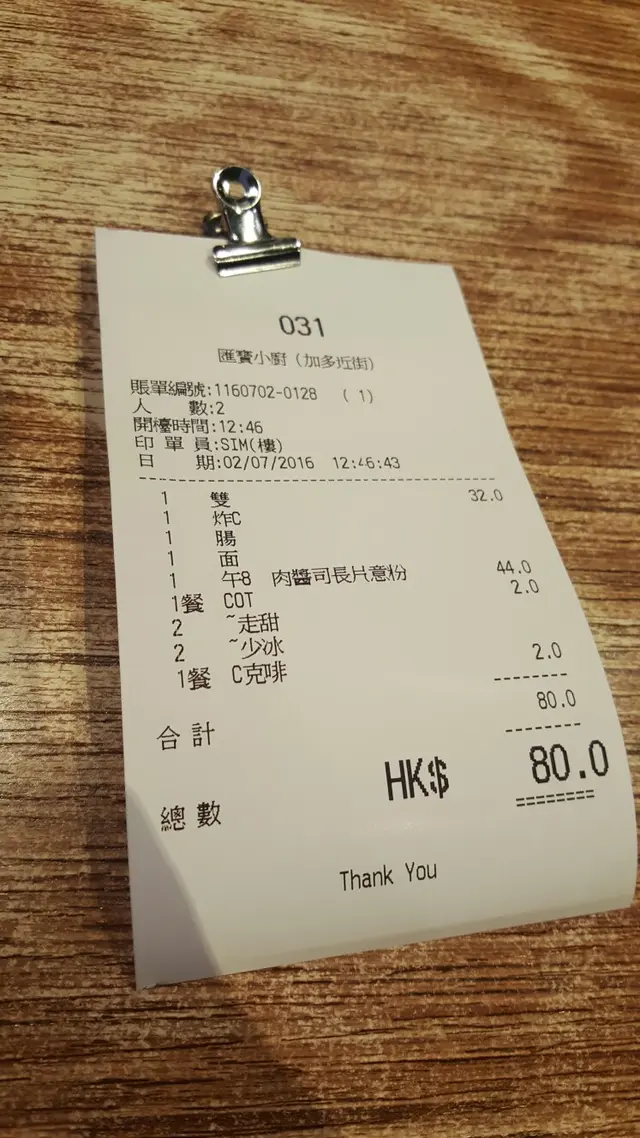 031
匯寶小廚（加多近街）
賬單編號:1160702-0128 ( 1)
人 數:2
開檯時間:12:46
印 單 員:SIM(樓)
日 期:02/07/2016 12:46:43
1 雙 32.0
1 炸C
1 腸
1 面
1 午8 肉醬司長片意粉 44.0
1餐 COT 2.0
2 ~走甜
2 ~少冰
1餐 C克啡 2.0
合 計 80.0
總 數 HK$ 80.0
Thank You